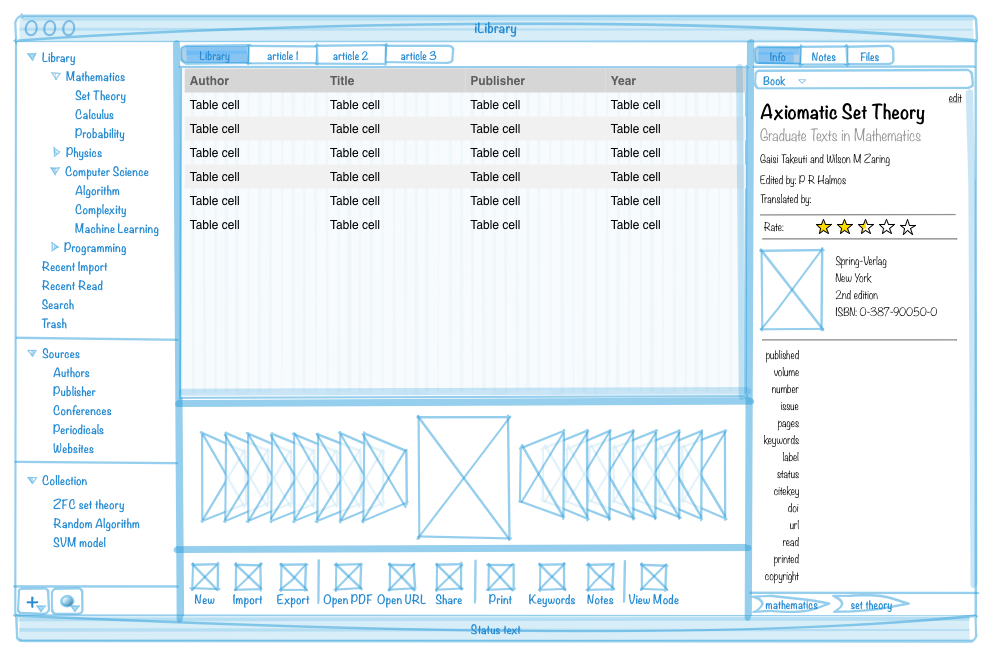 iLibrary
Library
Mathematics
Set Theory
Calculus
Probability
Physics
Computer Science
Algorithm
Complexity
Machine Learning
Programming
Recent Import
Recent Read
Search
Trash
Sources
Authors
Publisher
Conferences
Periodicals
Websites
Collection
ZFC set theory
Random Algorithm
SVM model
Library article 1 article 2 article 3
Author Title Publisher Year
Table cell Table cell Table cell Table cell
Table cell Table cell Table cell Table cell
Table cell Table cell Table cell Table cell
Table cell Table cell Table cell Table cell
Table cell Table cell Table cell Table cell
Table cell Table cell Table cell Table cell
New Import Export Open PDF Open URL Share Print Keywords Notes View Mode
Info Notes Files
Book
edit
Axiomatic Set Theory
Graduate Texts in Mathematics
Gaisi Takeuti and Wilson M Zaring
Edited by: P R Halmos
Translated by:
Rate:
Spring-Verlag
New York
2nd edition
ISBN: 0-387-90050-0
published
volume
number
issue
pages
keywords
label
status
citekey
doi
url
read
printed
copyright
mathematics set theory
Status text